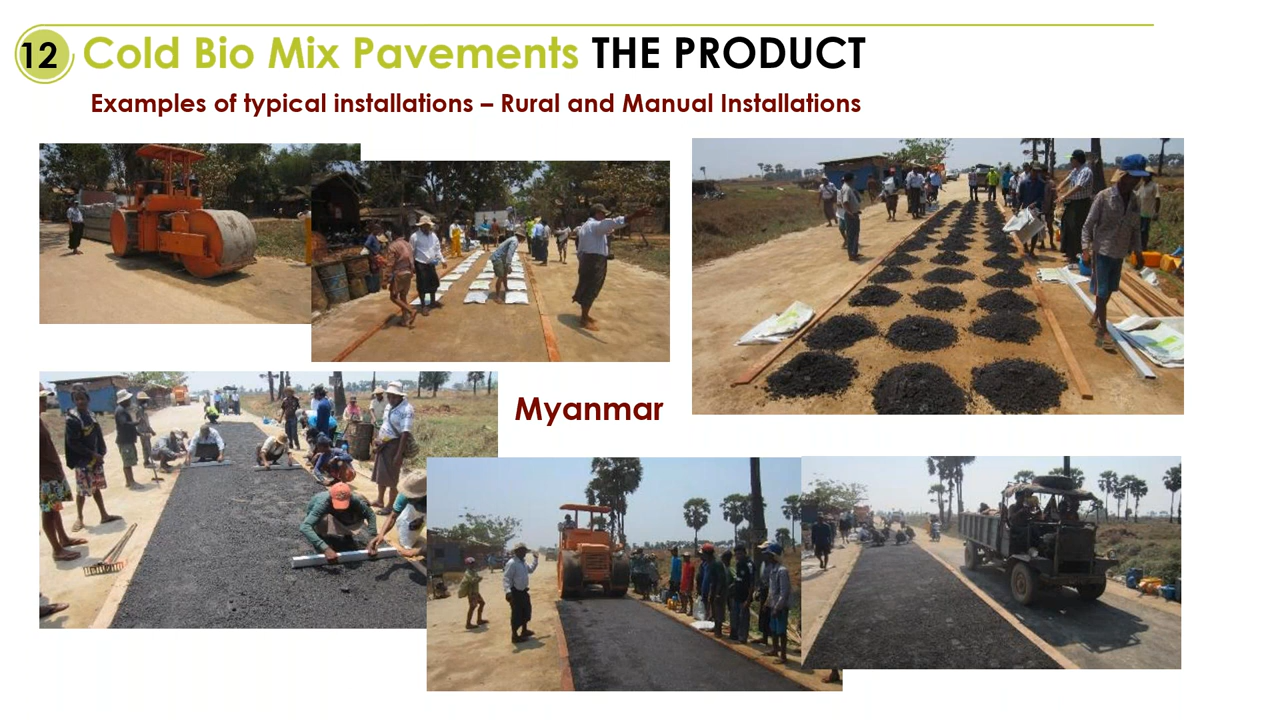 12 Cold Bio Mix Pavements THE PRODUCT
Examples of typical installations – Rural and Manual Installations
Myanmar